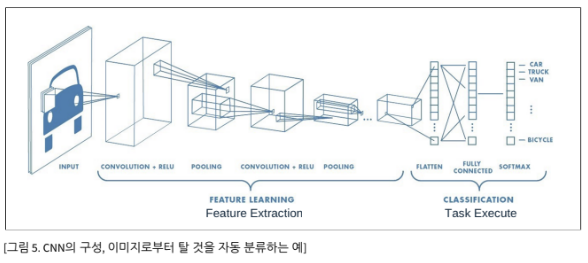 CAR
TRUCK
VAN
BICYCLE
INPUT
CONVOLUTION + RELU
POOLING
CONVOLUTION + RELU
POOLING
FLATTEN
FULLY
CONNECTED
SOFTMAX
FEATURE LEARNING
CLASSIFICATION
Feature Extraction
Task Execute
[그림 5. CNN의 구성, 이미지로부터 탈 것을 자동 분류하는 예]